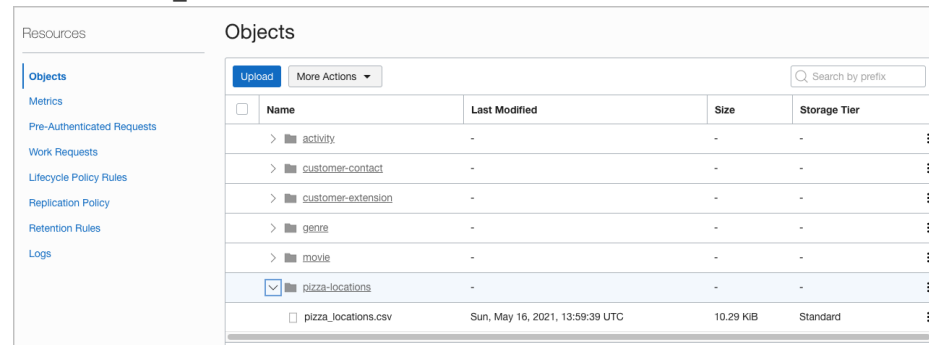 Resources
Objects
Metrics
Pre-Authenticated Requests
Work Requests
Lifecycle Policy Rules
Replication Policy
Retention Rules
Logs
Objects
Upload More Actions Search by prefix
Name Last Modified Size Storage Tier
activity - - -
customer-contact - - -
customer-extension - - -
genre - - -
movie - - -
pizza-locations - - -
pizza_locations.csv Sun, May 16, 2021, 13:59:39 UTC 10.29 KiB Standard